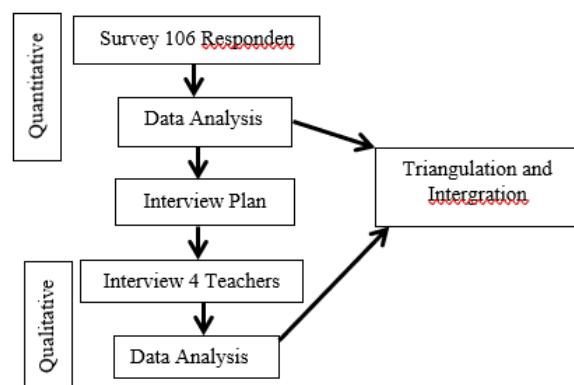 Quantitative
Survey 106 Responden
Data Analysis
Interview Plan
Triangulation and
Intergration
Qualitative
Interview 4 Teachers
Data Analysis